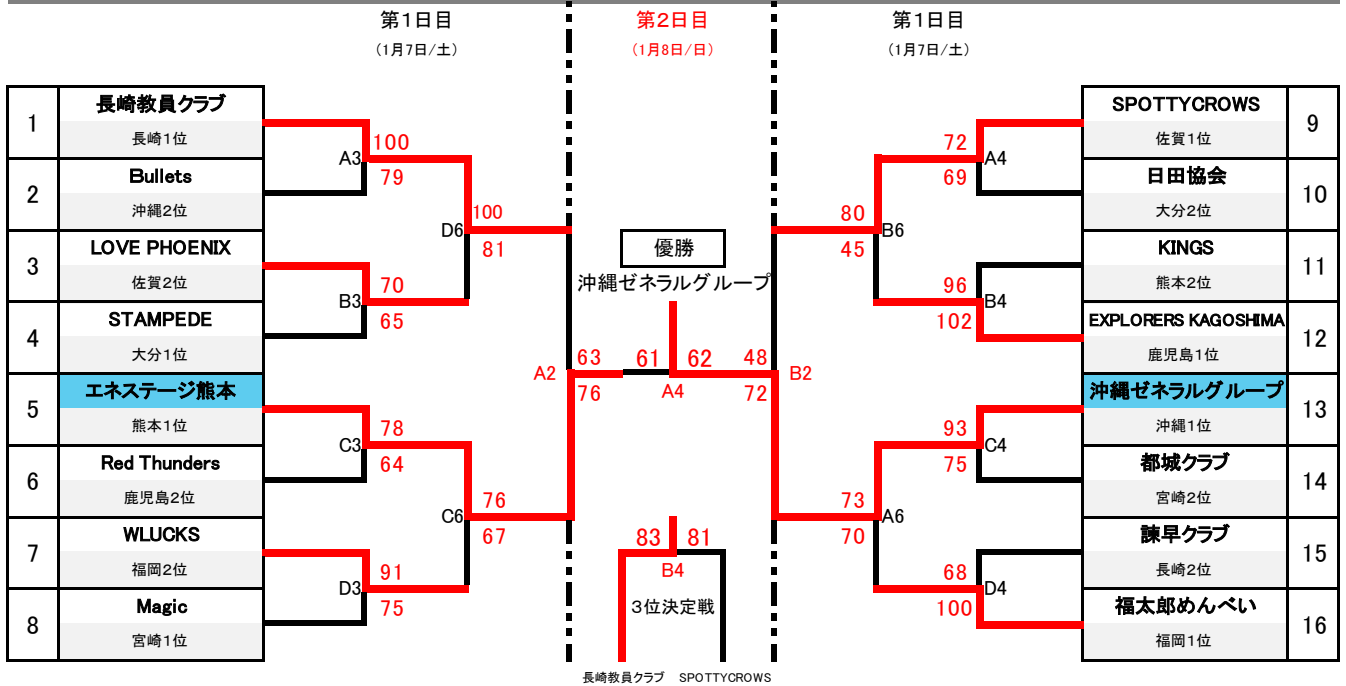 第1日目
第2日目
第1日目
(1月7日/土)
(1月8日/日)
(1月7日/土)
1
長崎教員クラブ
長崎1位
2
Bullets
沖縄2位
3
LOVE PHOENIX
佐賀2位
4
STAMPEDE
大分1位
5
エネステージ熊本
熊本1位
6
Red Thunders
鹿児島2位
7
WLUCKS
福岡2位
8
Magic
宮崎1位
A3
100
79
B3
70
65
C3
78
64
D3
91
75
D6
100
81
C6
76
67
優勝
沖縄ゼネラルグループ
A2
63
76
61
62
A4
48
72
B2
83
81
B4
3位決定戦
長崎教員クラブ SPOTTYCROWS
80
45
B6
73
70
A6
72
69
A4
96
102
B4
93
75
C4
68
100
D4
SPOTTYCROWS
佐賀1位
9
日田協会
大分2位
10
KINGS
熊本2位
11
EXPLORERS KAGOSHIMA
鹿児島1位
12
沖縄ゼネラルグループ
沖縄1位
13
都城クラブ
宮崎2位
14
諫早クラブ
長崎2位
15
福太郎めんべい
福岡1位
16